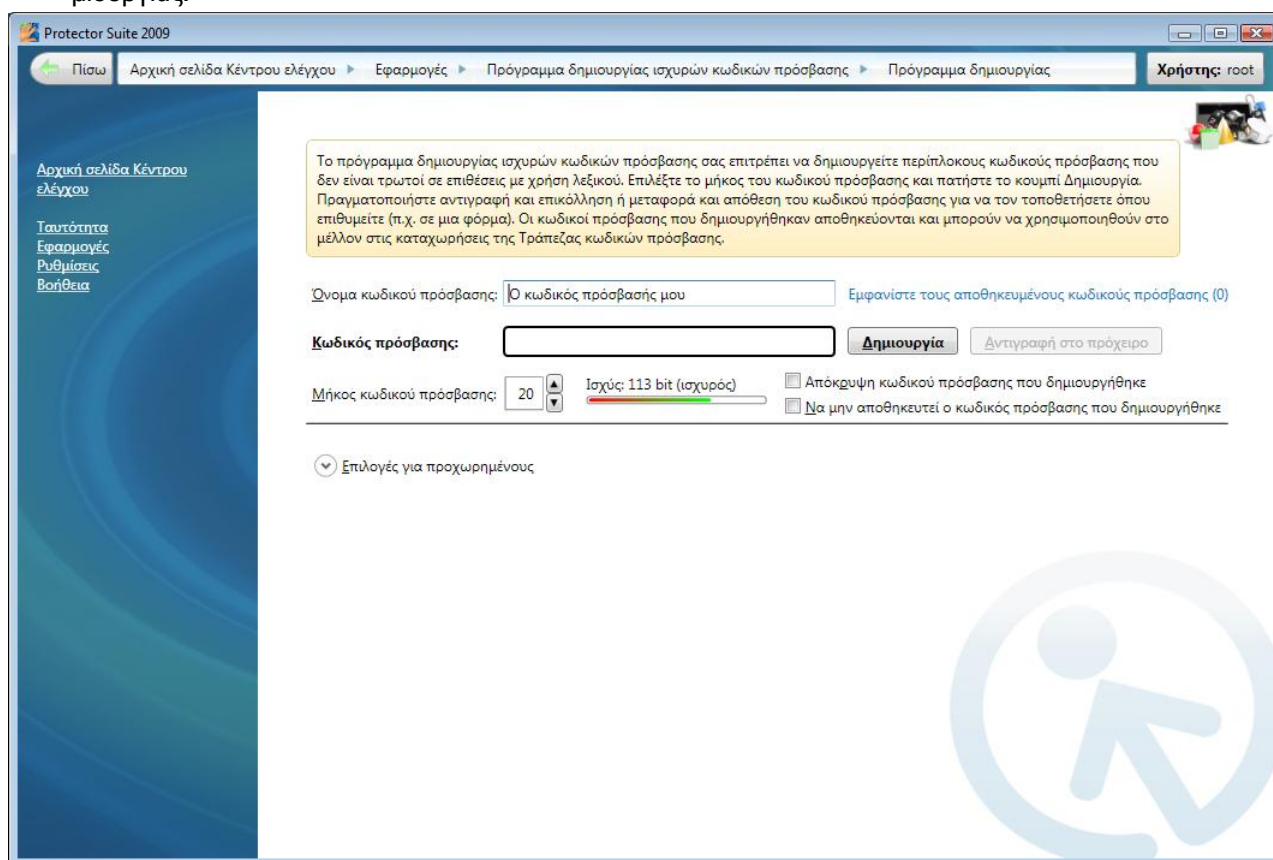 μιουργίας.
Protector Suite 2009
Πίσω Αρχική σελίδα Κέντρου ελέγχου Εφαρμογές Πρόγραμμα δημιουργίας ισχυρών κωδικών πρόσβασης Πρόγραμμα δημιουργίας Χρήστης: root
Αρχική σελίδα Κέντρου
ελέγχου
Ταυτότητα
Εφαρμογές
Ρυθμίσεις
Βοήθεια
Το πρόγραμμα δημιουργίας ισχυρών κωδικών πρόσβασης σας επιτρέπει να δημιουργείτε περίπλοκους κωδικούς πρόσβασης που
δεν είναι τρωτοί σε επιθέσεις με χρήση λεξικού. Επιλέξτε το μήκος του κωδικού πρόσβασης και πατήστε το κουμπί Δημιουργία.
Πραγματοποιήστε αντιγραφή και επικόλληση ή μεταφορά και απόθεση του κωδικού πρόσβασης για να τον τοποθετήσετε όπου
επιθυμείτε (π.χ. σε μια φόρμα). Οι κωδικοί πρόσβασης που δημιουργήθηκαν αποθηκεύονται και μπορούν να χρησιμοποιηθούν στο
μέλλον στις καταχωρήσεις της Τράπεζας κωδικών πρόσβασης.
Όνομα κωδικού πρόσβασης: Ο κωδικός πρόσβασής μου Εμφανίστε τους αποθηκευμένους κωδικούς πρόσβασης (0)
Κωδικός πρόσβασης: Δημιουργία Αντιγραφή στο πρόχειρο
Μήκος κωδικού πρόσβασης: 20 Ισχύς: 113 bit (ισχυρός) Απόκρυψη κωδικού πρόσβασης που δημιουργήθηκε
Να μην αποθηκευτεί ο κωδικός πρόσβασης που δημιουργήθηκε
Επιλογές για προχωρημένους